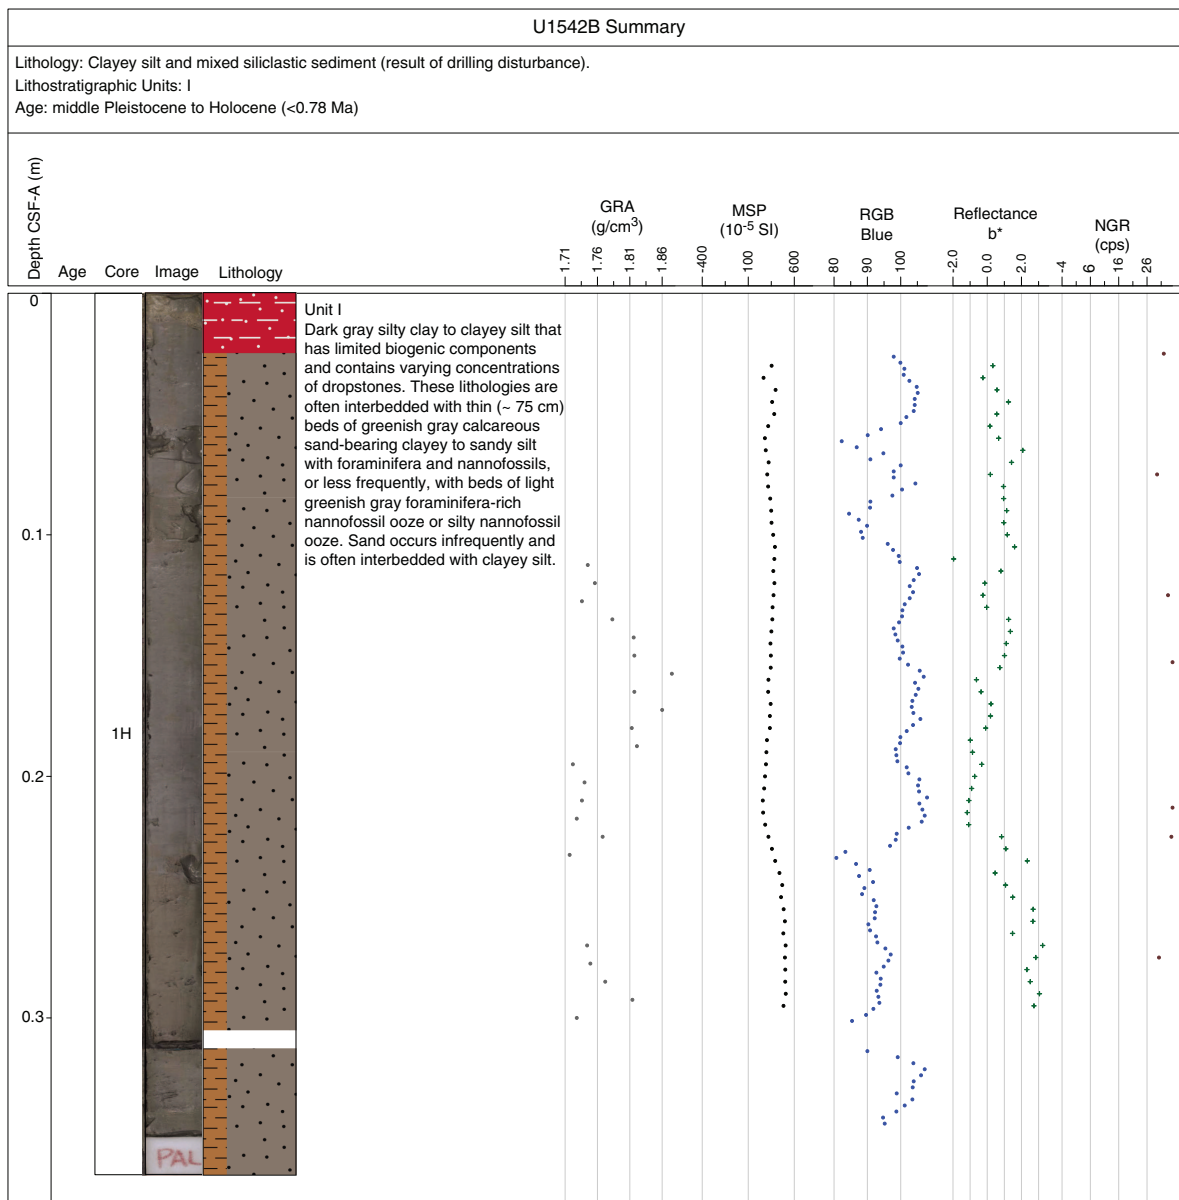 U1542B Summary
Lithology: Clayey silt and mixed siliclastic sediment (result of drilling disturbance).
Lithostratigraphic Units: I
Age: middle Pleistocene to Holocene (<0.78 Ma)
Depth CSF-A (m)
Age
Core
Image
Lithology
GRA
(g/cm³)
1.71
1.76
1.81
1.86
MSP
(10⁻⁵ SI)
-400
100
600
RGB
Blue
80
90
100
Reflectance
b*
-2.0
0.0
2.0
NGR
(cps)
-4
6
16
26
0
0.1
0.2
0.3
1H
Unit I
Dark gray silty clay to clayey silt that
has limited biogenic components
and contains varying concentrations
of dropstones. These lithologies are
often interbedded with thin (~ 75 cm)
beds of greenish gray calcareous
sand-bearing clayey to sandy silt
with foraminifera and nannofossils,
or less frequently, with beds of light
greenish gray foraminifera-rich
nannofossil ooze or silty nannofossil
ooze. Sand occurs infrequently and
is often interbedded with clayey silt.
PAL